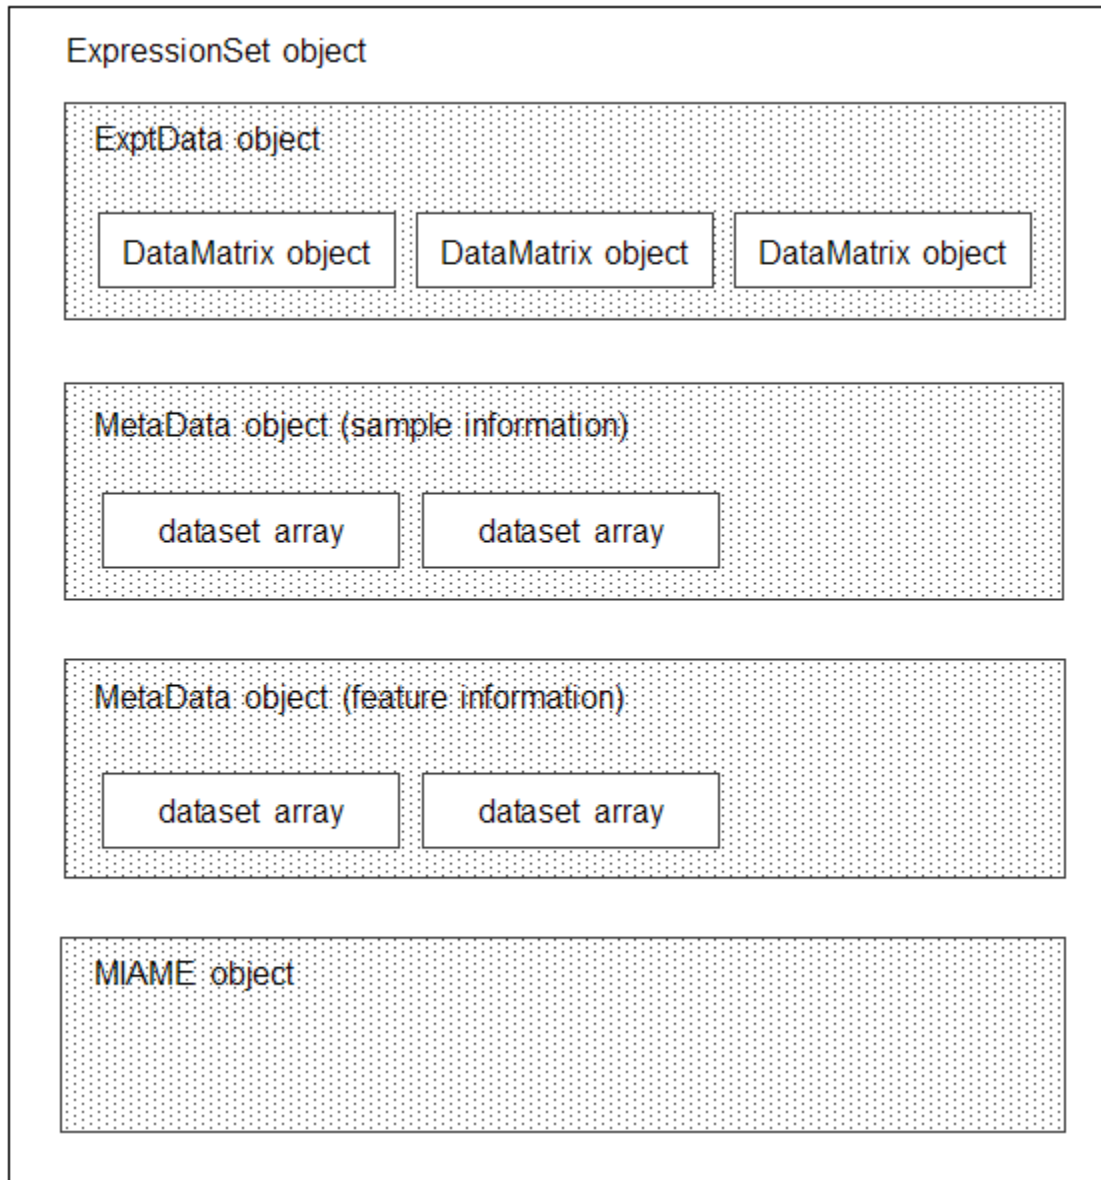 ExpressionSet object
ExptData object
DataMatrix object
DataMatrix object
DataMatrix object
MetaData object (sample information)
dataset array
dataset array
MetaData object (feature information)
dataset array
dataset array
MIAME object